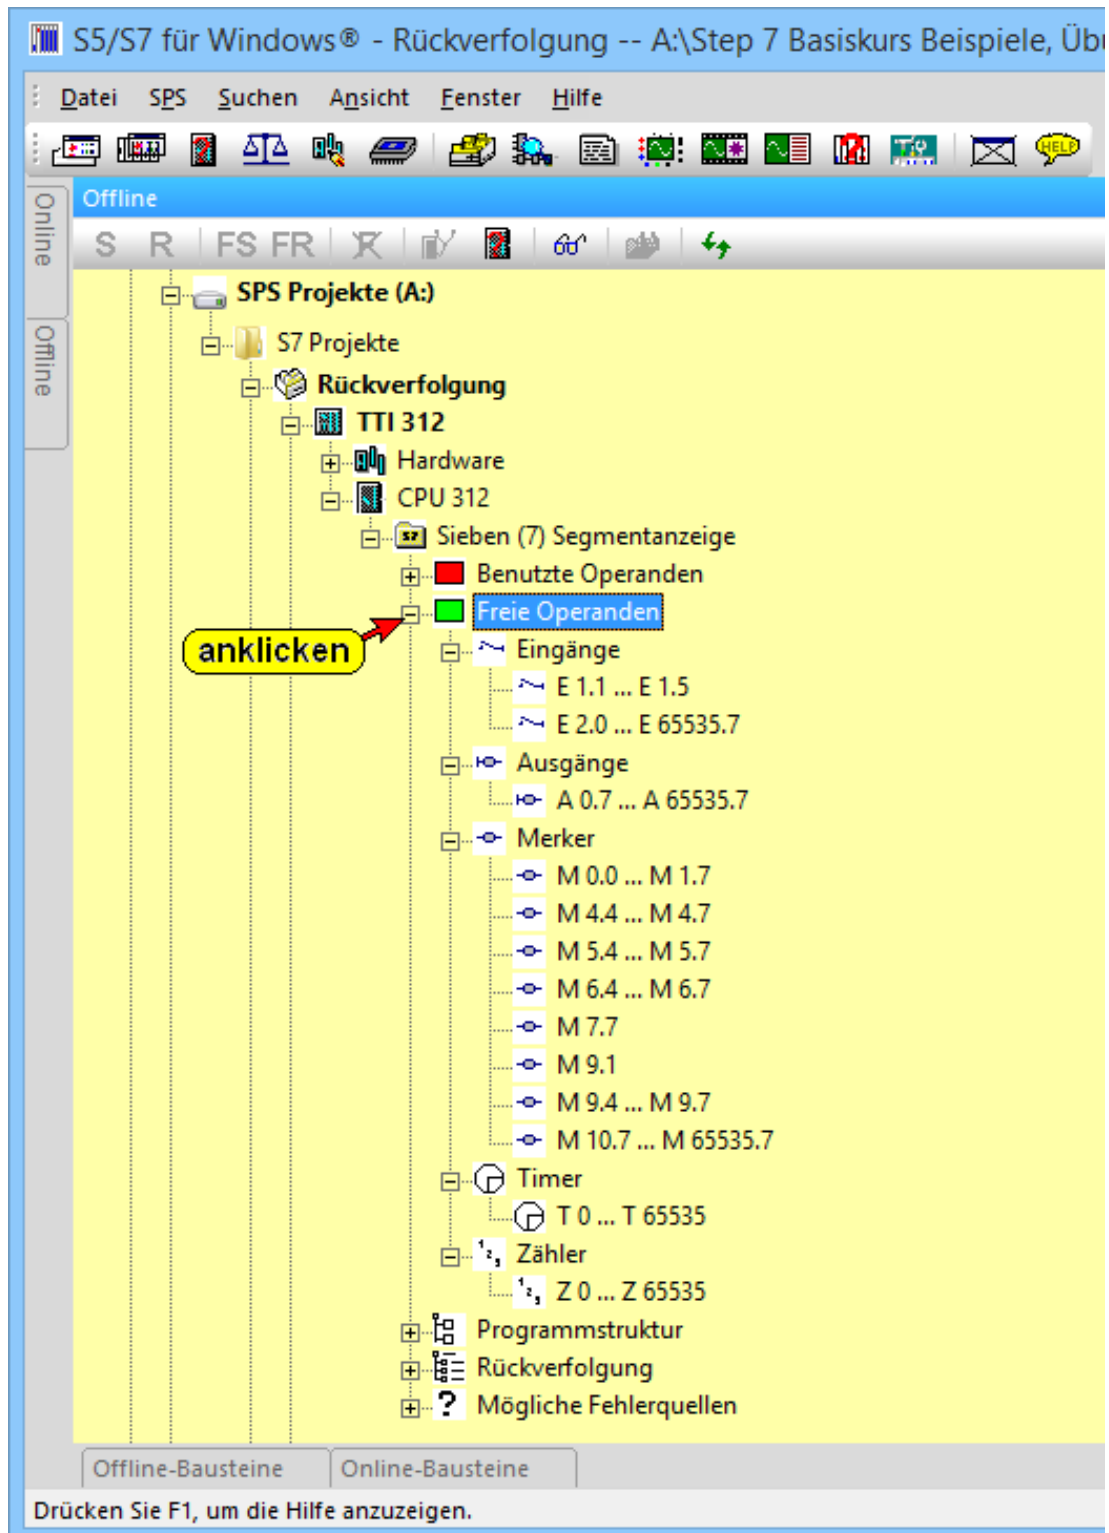 S5/S7 für Windows® - Rückverfolgung -- A:\Step 7 Basiskurs Beispiele, Übu
Datei SPS Suchen Ansicht Fenster Hilfe
HELP
Online
Offline
Offline
S R FS FR
SPS Projekte (A:)
S7 Projekte
Rückverfolgung
TTI 312
Hardware
CPU 312
Sieben (7) Segmentanzeige
Benutzte Operanden
Freie Operanden
anklicken
Eingänge
E 1.1 ... E 1.5
E 2.0 ... E 65535.7
Ausgänge
A 0.7 ... A 65535.7
Merker
M 0.0 ... M 1.7
M 4.4 ... M 4.7
M 5.4 ... M 5.7
M 6.4 ... M 6.7
M 7.7
M 9.1
M 9.4 ... M 9.7
M 10.7 ... M 65535.7
Timer
T 0 ... T 65535
Zähler
Z 0 ... Z 65535
Programmstruktur
Rückverfolgung
Mögliche Fehlerquellen
Offline-Bausteine Online-Bausteine
Drücken Sie F1, um die Hilfe anzuzeigen.